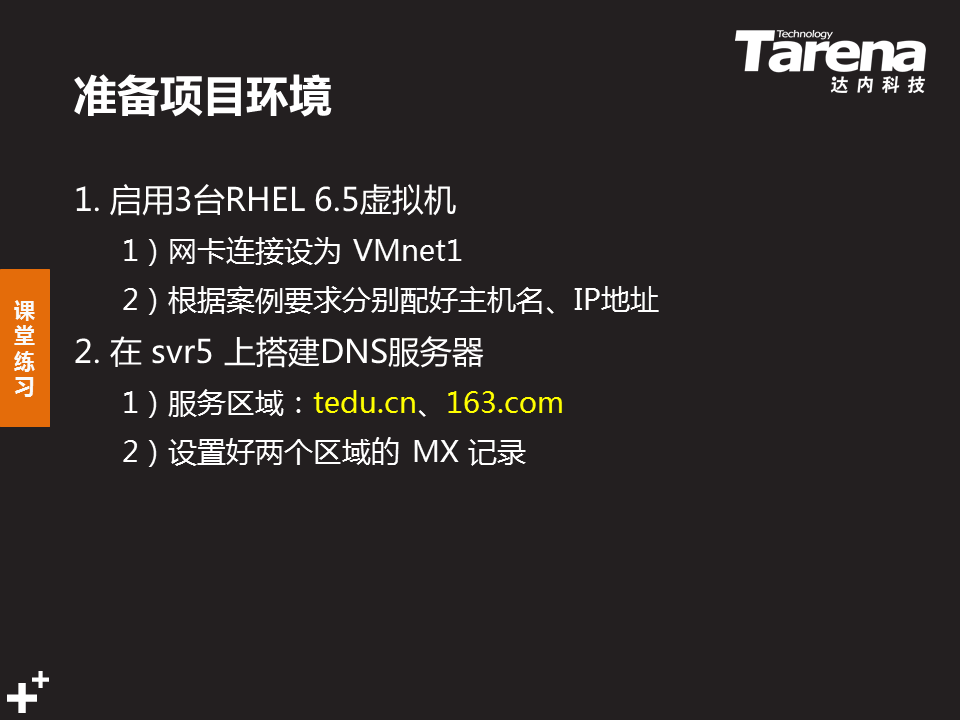 Technology
Tarena
达内科技
准备项目环境
1. 启用3台RHEL 6.5虚拟机
1）网卡连接设为 VMnet1
2）根据案例要求分别配好主机名、IP地址
课堂练习
2. 在 svr5 上搭建DNS服务器
1）服务区域：tedu.cn、163.com
2）设置好两个区域的 MX 记录